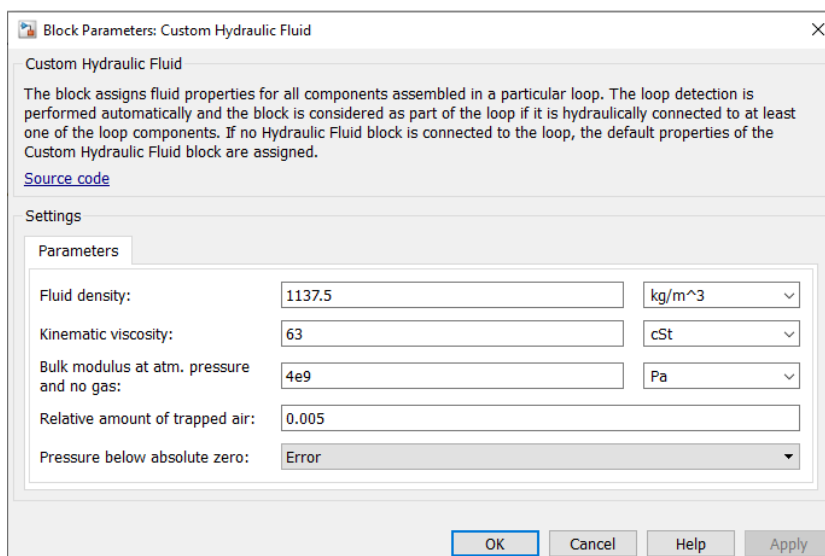 Block Parameters: Custom Hydraulic Fluid
Custom Hydraulic Fluid
The block assigns fluid properties for all components assembled in a particular loop. The loop detection is
performed automatically and the block is considered as part of the loop if it is hydraulically connected to at least
one of the loop components. If no Hydraulic Fluid block is connected to the loop, the default properties of the
Custom Hydraulic Fluid block are assigned.
Source code
Settings
Parameters
Fluid density: 1137.5 kg/m^3
Kinematic viscosity: 63 cSt
Bulk modulus at atm. pressure
and no gas: 4e9 Pa
Relative amount of trapped air: 0.005
Pressure below absolute zero: Error
OK Cancel Help Apply